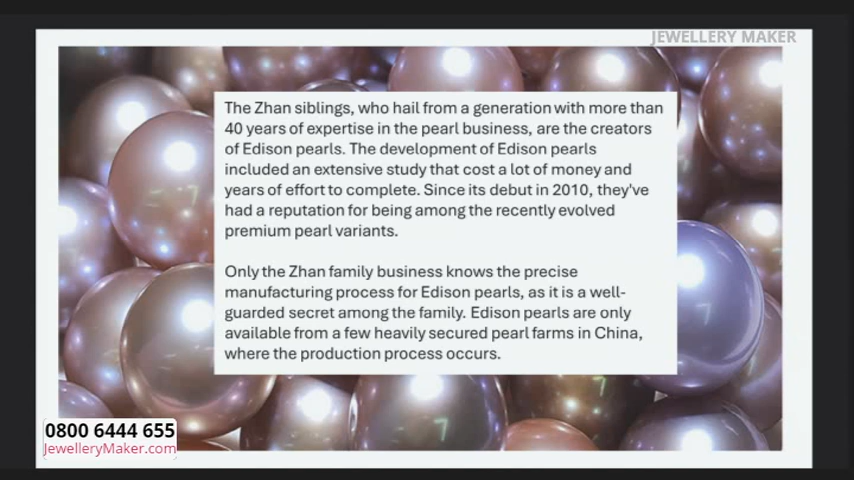 JEWELLERY MAKER
The Zhan siblings, who hail from a generation with more than
40 years of expertise in the pearl business, are the creators
of Edison pearls. The development of Edison pearls
included an extensive study that cost a lot of money and
years of effort to complete. Since its debut in 2010, they've
had a reputation for being among the recently evolved
premium pearl variants.
Only the Zhan family business knows the precise
manufacturing process for Edison pearls, as it is a well-
guarded secret among the family. Edison pearls are only
available from a few heavily secured pearl farms in China,
where the production process occurs.
0800 6444 655
JewelleryMaker.com